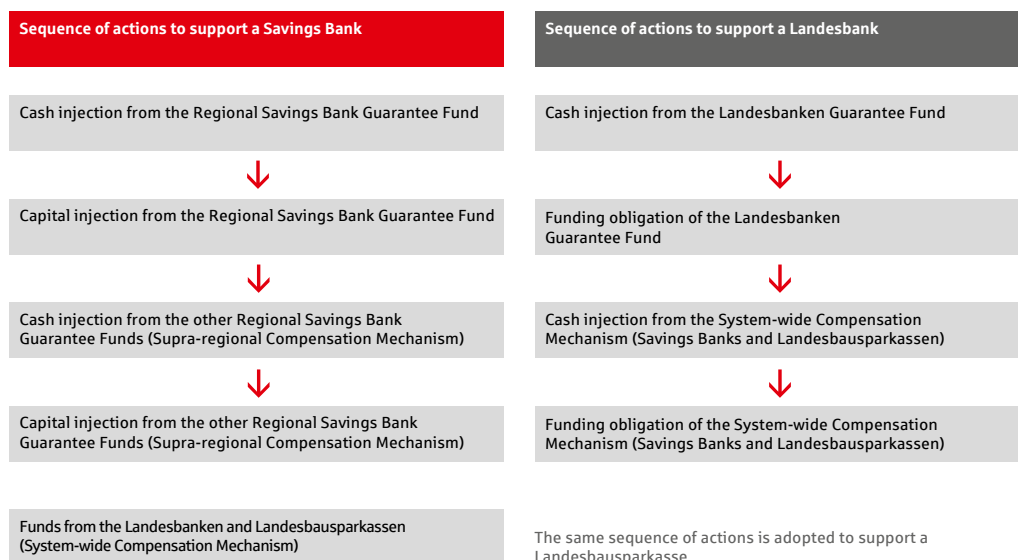 Sequence of actions to support a Savings Bank
Cash injection from the Regional Savings Bank Guarantee Fund
Capital injection from the Regional Savings Bank Guarantee Fund
Cash injection from the other Regional Savings Bank
Guarantee Funds (Supra-regional Compensation Mechanism)
Capital injection from the other Regional Savings Bank
Guarantee Funds (Supra-regional Compensation Mechanism)
Funds from the Landesbanken and Landesbausparkassen
(System-wide Compensation Mechanism)
Sequence of actions to support a Landesbank
Cash injection from the Landesbanken Guarantee Fund
Funding obligation of the Landesbanken
Guarantee Fund
Cash injection from the System-wide Compensation
Mechanism (Savings Banks and Landesbausparkassen)
Funding obligation of the System-wide Compensation
Mechanism (Savings Banks and Landesbausparkassen)
The same sequence of actions is adopted to support a
Landesbausparkasse